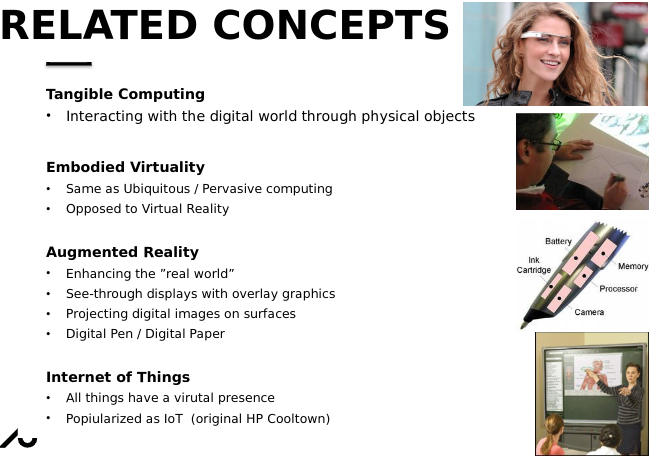 RELATED CONCEPTS
Tangible Computing
• Interacting with the digital world through physical objects
Embodied Virtuality
• Same as Ubiquitous / Pervasive computing
• Opposed to Virtual Reality
Augmented Reality
• Enhancing the ”real world”
• See-through displays with overlay graphics
• Projecting digital images on surfaces
• Digital Pen / Digital Paper
Internet of Things
• All things have a virutal presence
• Popiularized as IoT  (original HP Cooltown)
Battery
Ink
Cartridge
Memory
Processor
Camera